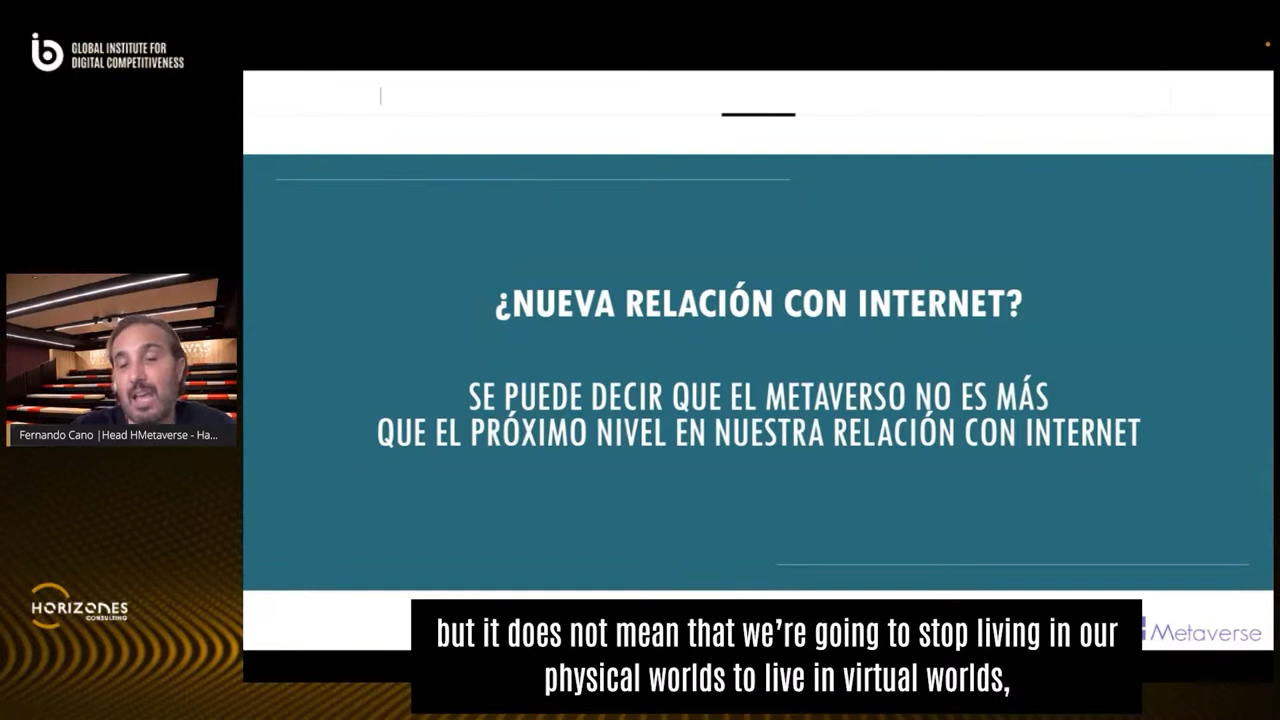 GLOBAL INSTITUTE FOR
DIGITAL COMPETITIVENESS
¿NUEVA RELACIÓN CON INTERNET?
SE PUEDE DECIR QUE EL METAVERSO NO ES MÁS
QUE EL PRÓXIMO NIVEL EN NUESTRA RELACIÓN CON INTERNET
Fernando Cano |Head HMetaverse - Ha...
HORIZONES
CONSULTING
Metaverse
but it does not mean that we're going to stop living in our
physical worlds to live in virtual worlds,